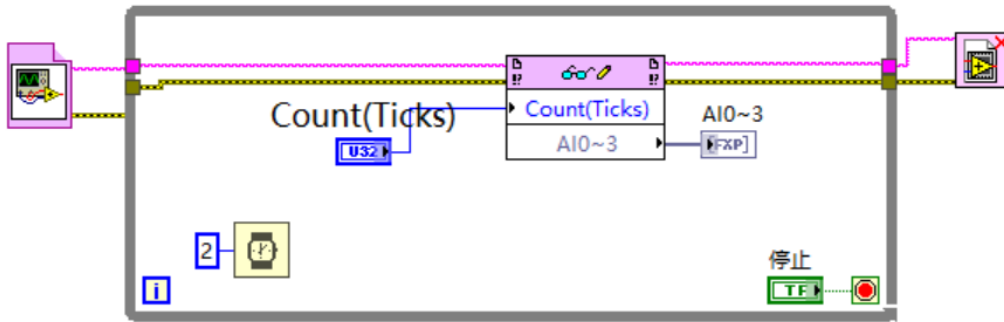 Count(Ticks)
U32
Count(Ticks)
AI0~3
AI0~3
FXP]
2
停止
TF
i